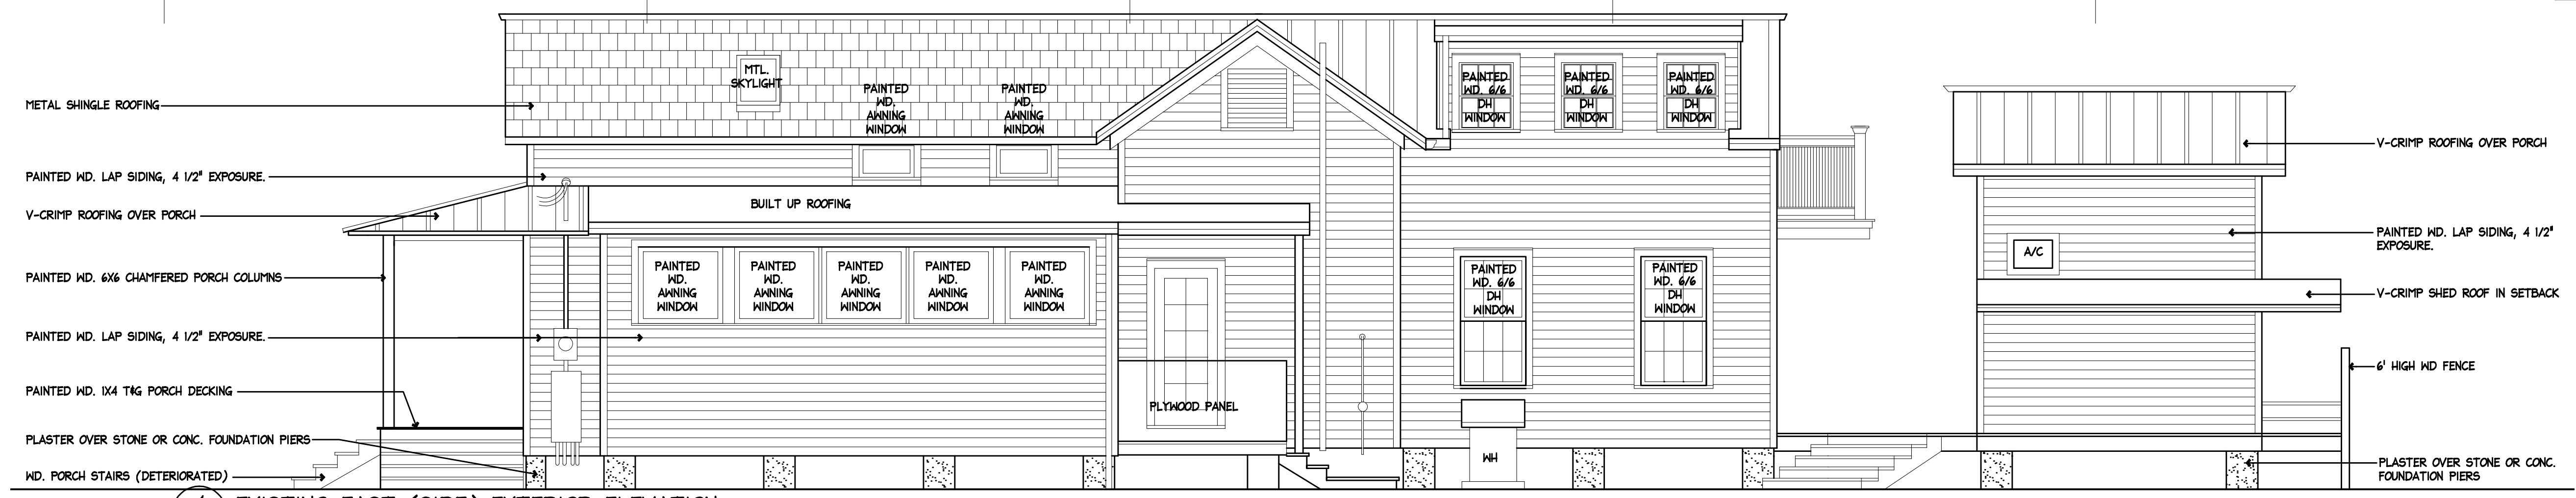 METAL SHINGLE ROOFING
PAINTED WD. LAP SIDING, 4 1/2" EXPOSURE.
V-CRIMP ROOFING OVER PORCH
PAINTED WD. 6X6 CHAMFERED PORCH COLUMNS
PAINTED WD. LAP SIDING, 4 1/2" EXPOSURE.
PAINTED WD. 1X4 T&G PORCH DECKING
PLASTER OVER STONE OR CONC. FOUNDATION PIERS
WD. PORCH STAIRS (DETERIORATED)
MTL.
SKYLIGHT
PAINTED
WD.
AWNING
WINDOW
PAINTED
WD.
AWNING
WINDOW
PAINTED
WD. 6/6
DH
WINDOW
PAINTED
WD. 6/6
DH
WINDOW
PAINTED
WD. 6/6
DH
WINDOW
BUILT UP ROOFING
PAINTED
WD.
AWNING
WINDOW
PAINTED
WD.
AWNING
WINDOW
PAINTED
WD.
AWNING
WINDOW
PAINTED
WD.
AWNING
WINDOW
PAINTED
WD.
AWNING
WINDOW
PLYWOOD PANEL
PAINTED
WD. 6/6
DH
WINDOW
PAINTED
WD. 6/6
DH
WINDOW
WH
A/C
V-CRIMP ROOFING OVER PORCH
PAINTED WD. LAP SIDING, 4 1/2"
EXPOSURE.
V-CRIMP SHED ROOF IN SETBACK
6' HIGH WD FENCE
PLASTER OVER STONE OR CONC.
FOUNDATION PIERS
EXISTING EAST (SIDE) EXTERIOR ELEVATION